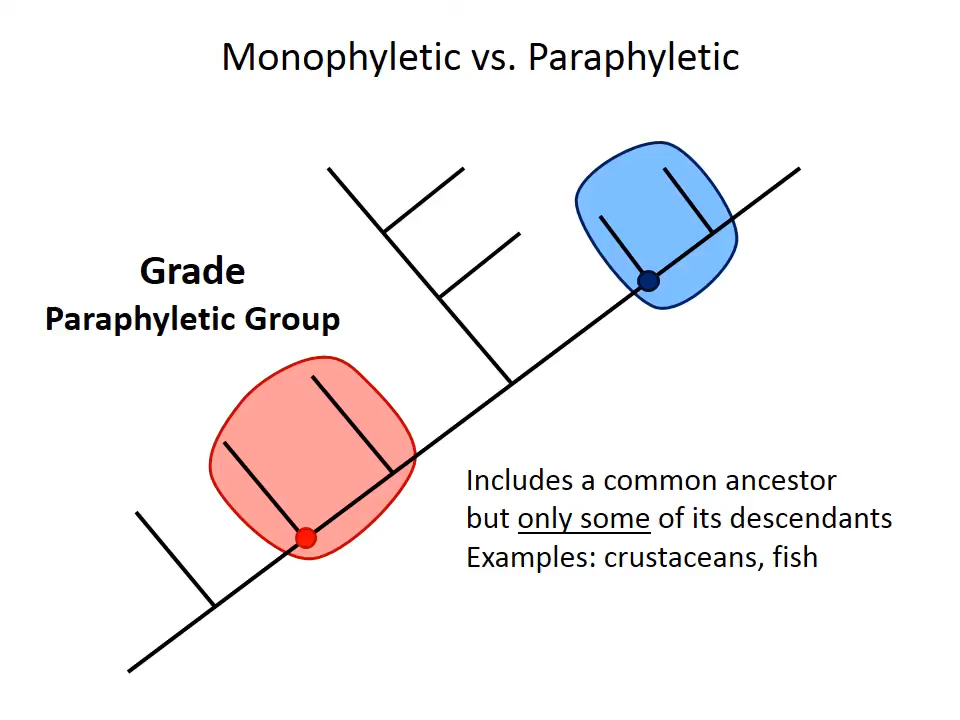 Monophyletic vs. Paraphyletic
Grade
Paraphyletic Group
Includes a common ancestor
but only some of its descendants
Examples: crustaceans, fish